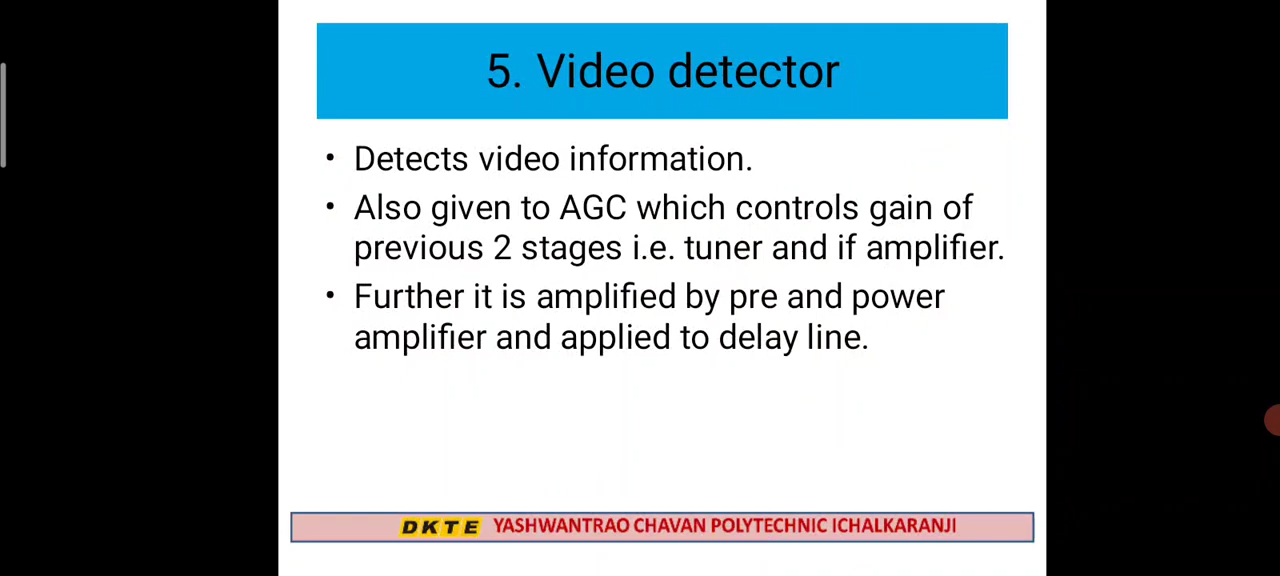 5. Video detector
• Detects video information.
• Also given to AGC which controls gain of
previous 2 stages i.e. tuner and if amplifier.
• Further it is amplified by pre and power
amplifier and applied to delay line.
DKTE YASHWANTRAO CHAVAN POLYTECHNIC ICHALKARANJI